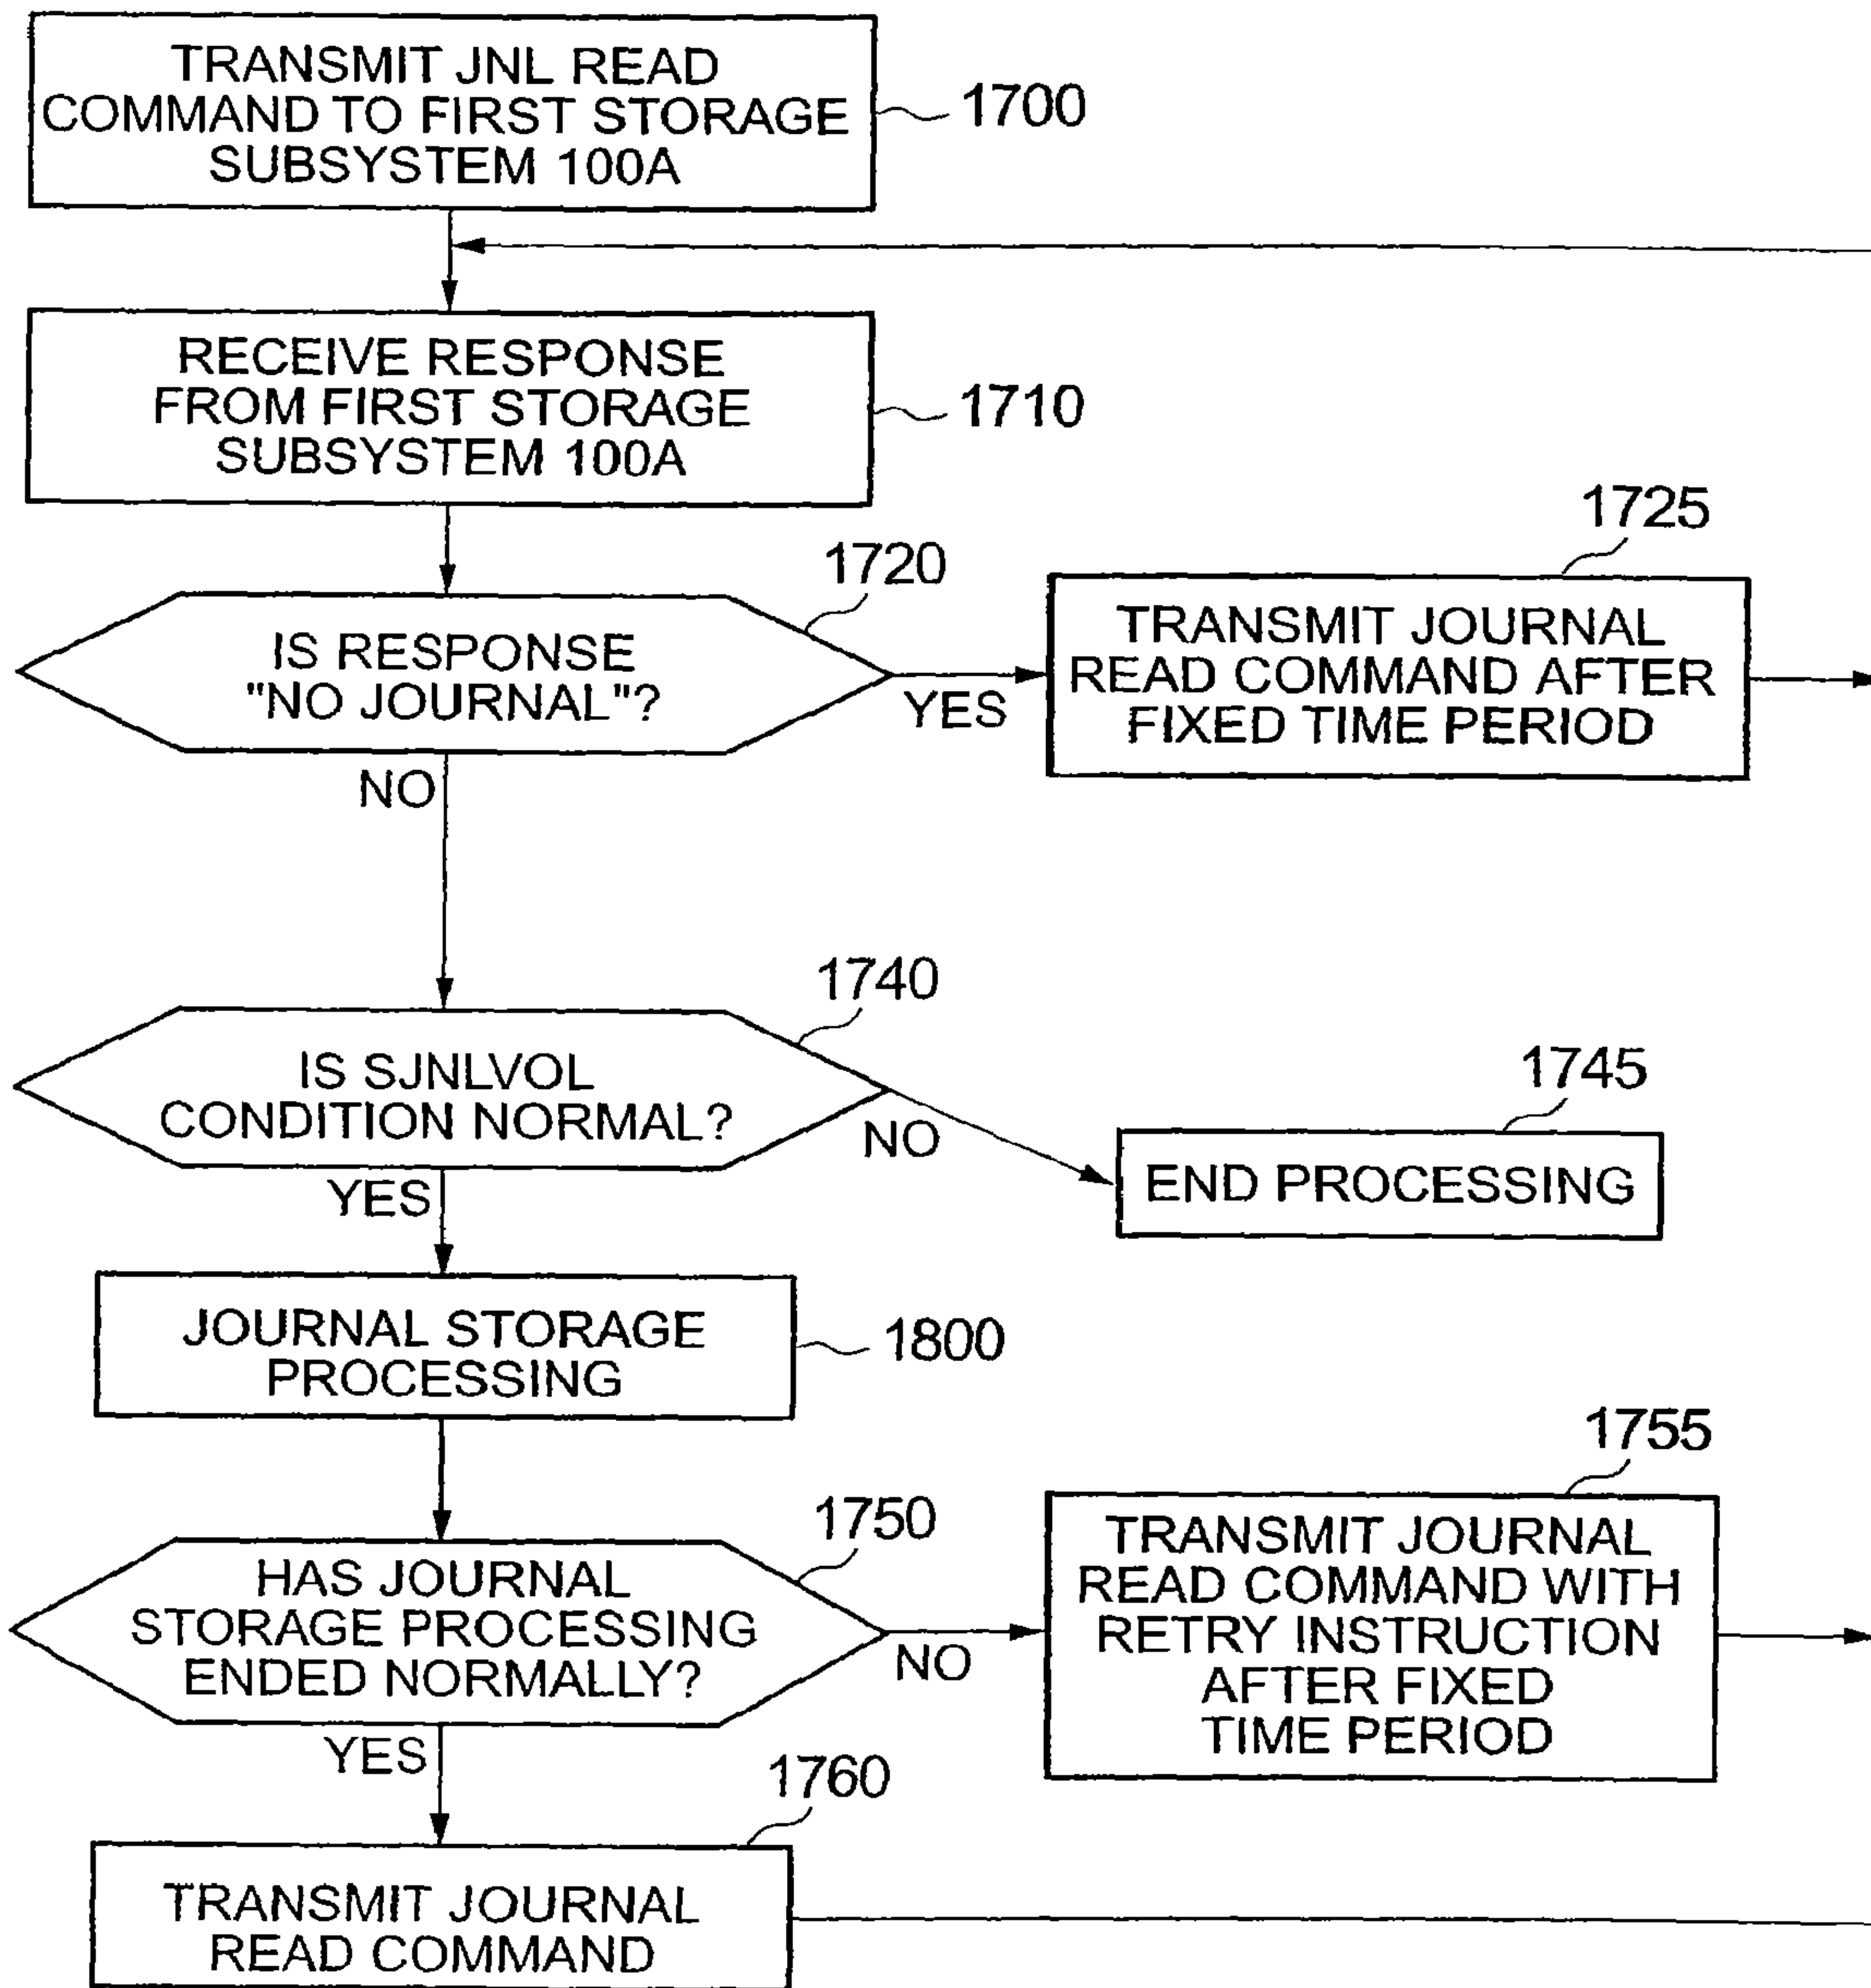 TRANSMIT JNL READ
COMMAND TO FIRST STORAGE
SUBSYSTEM 100A
1700
RECEIVE RESPONSE
FROM FIRST STORAGE
SUBSYSTEM 100A
1710
1720
IS RESPONSE
"NO JOURNAL"?
YES
NO
1725
TRANSMIT JOURNAL
READ COMMAND AFTER
FIXED TIME PERIOD
1740
IS SJNLVOL
CONDITION NORMAL?
NO
YES
1745
END PROCESSING
JOURNAL STORAGE
PROCESSING
1800
1750
HAS JOURNAL
STORAGE PROCESSING
ENDED NORMALLY?
NO
YES
1755
TRANSMIT JOURNAL
READ COMMAND WITH
RETRY INSTRUCTION
AFTER FIXED
TIME PERIOD
1760
TRANSMIT JOURNAL
READ COMMAND